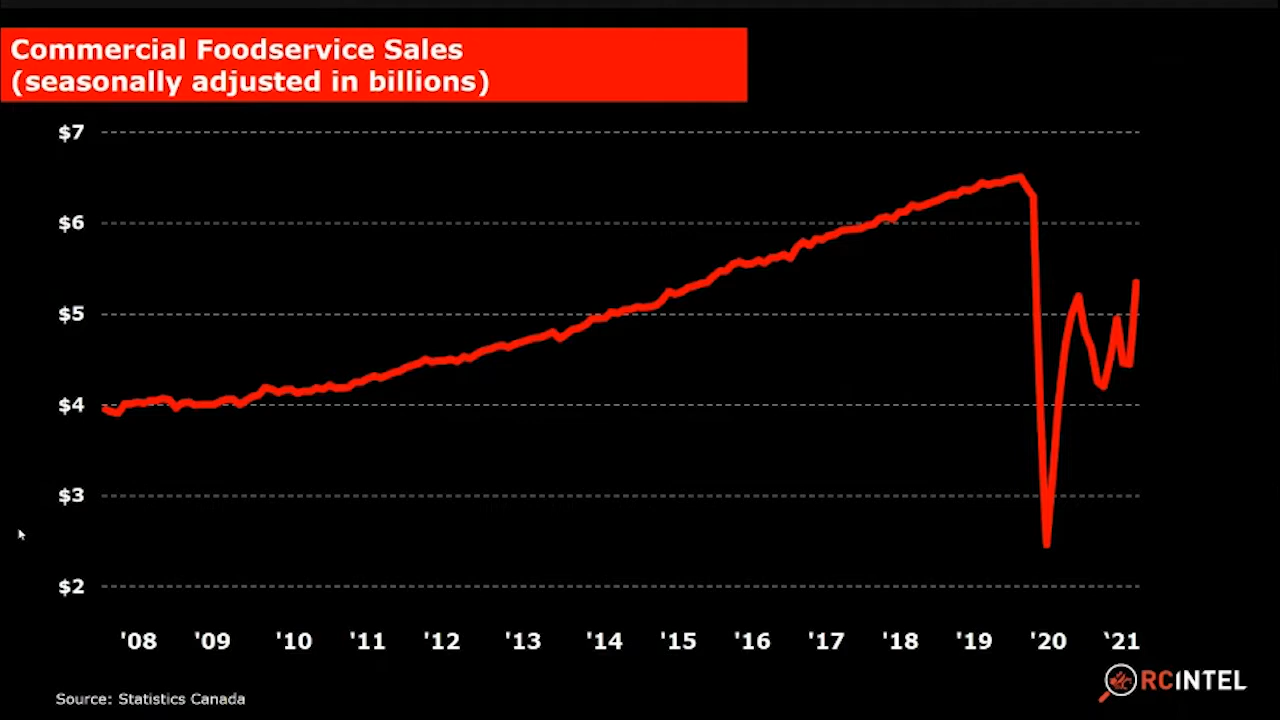 Commercial Foodservice Sales
(seasonally adjusted in billions)
$7
$6
$5
$4
$3
$2
'08 '09 '10 '11 '12 '13 '14 '15 '16 '17 '18 '19 '20 ‘21
RCINTEL
Source: Statistics Canada